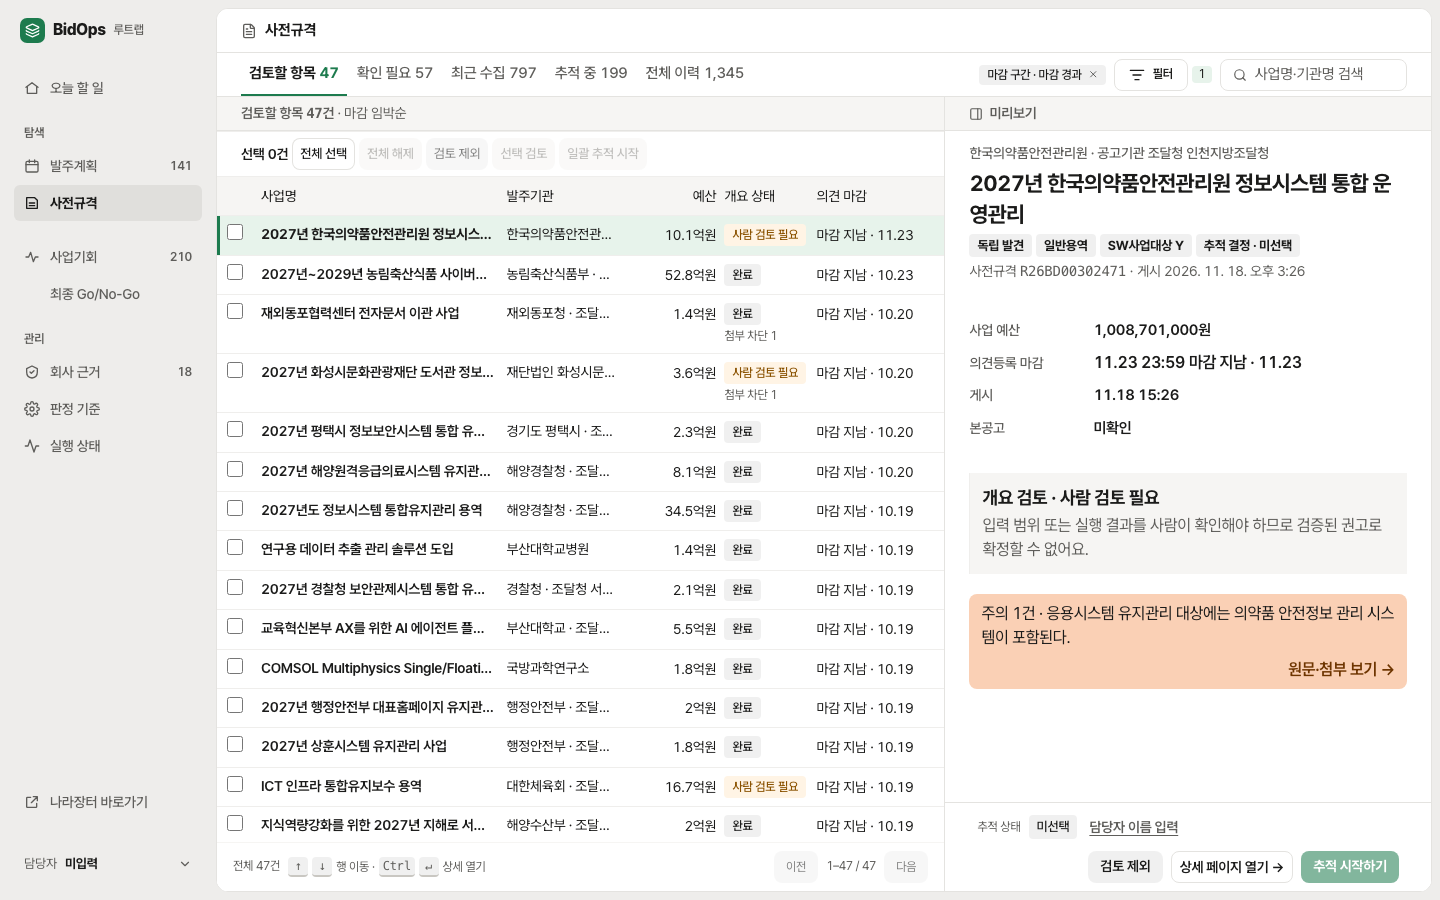 BidOps 루트랩
오늘 할 일
탐색
발주계획 141
사전규격
사업기회 210
최종 Go/No-Go
관리
회사 근거 18
판정 기준
실행 상태
나라장터 바로가기
담당자 미입력
사전규격
검토할 항목 47 확인 필요 57 최근 수집 797 추적 중 199 전체 이력 1,345
마감 구간 · 마감 경과 × 필터 1 사업명·기관명 검색
검토할 항목 47건 · 마감 임박순
선택 0건 전체 선택 전체 해제 검토 제외 선택 검토 일괄 추적 시작
사업명 발주기관 예산 개요 상태 의견 마감
2027년 한국의약품안전관리원 정보시스... 한국의약품안전관... 10.1억원 사람 검토 필요 마감 지남 · 11.23
2027년~2029년 농림축산식품 사이버... 농림축산식품부 · ... 52.8억원 완료 마감 지남 · 10.23
재외동포협력센터 전자문서 이관 사업 재외동포청 · 조달... 1.4억원 완료 마감 지남 · 10.20
첨부 차단 1
2027년 화성시문화관광재단 도서관 정보... 재단법인 화성시문... 3.6억원 사람 검토 필요 마감 지남 · 10.20
첨부 차단 1
2027년 평택시 정보보안시스템 통합 유... 경기도 평택시 · 조... 2.3억원 완료 마감 지남 · 10.20
2027년 해양원격응급의료시스템 유지관... 해양경찰청 · 조달... 8.1억원 완료 마감 지남 · 10.20
2027년도 정보시스템 통합유지관리 용역 해양경찰청 · 조달... 34.5억원 완료 마감 지남 · 10.19
연구용 데이터 추출 관리 솔루션 도입 부산대학교병원 1.4억원 완료 마감 지남 · 10.19
2027년 경찰청 보안관제시스템 통합 유... 경찰청 · 조달청 서... 2.1억원 완료 마감 지남 · 10.19
교육혁신본부 AX를 위한 AI 에이전트 플... 부산대학교 · 조달... 5.5억원 완료 마감 지남 · 10.19
COMSOL Multiphysics Single/Floati... 국방과학연구소 1.8억원 완료 마감 지남 · 10.19
2027년 행정안전부 대표홈페이지 유지관... 행정안전부 · 조달... 2억원 완료 마감 지남 · 10.19
2027년 상훈시스템 유지관리 사업 행정안전부 · 조달... 1.8억원 완료 마감 지남 · 10.19
ICT 인프라 통합유지보수 용역 대한체육회 · 조달... 16.7억원 사람 검토 필요 마감 지남 · 10.19
지식역량강화를 위한 2027년 지해로 서... 해양수산부 · 조달... 2억원 완료 마감 지남 · 10.19
전체 47건 ↑ ↓ 행 이동 · Ctrl ↵ 상세 열기 이전 1–47 / 47 다음
미리보기
한국의약품안전관리원 · 공고기관 조달청 인천지방조달청
2027년 한국의약품안전관리원 정보시스템 통합 운
영관리
독립 발견 일반용역 SW사업대상 Y 추적 결정 · 미선택
사전규격 R26BD00302471 · 게시 2026. 11. 18. 오후 3:26
사업 예산 1,008,701,000원
의견등록 마감 11.23 23:59 마감 지남 · 11.23
게시 11.18 15:26
본공고 미확인
개요 검토 · 사람 검토 필요
입력 범위 또는 실행 결과를 사람이 확인해야 하므로 검증된 권고로
확정할 수 없어요.
주의 1건 · 응용시스템 유지관리 대상에는 의약품 안전정보 관리 시스
템이 포함된다.
원문·첨부 보기 →
추적 상태 미선택 담당자 이름 입력
검토 제외 상세 페이지 열기 → 추적 시작하기